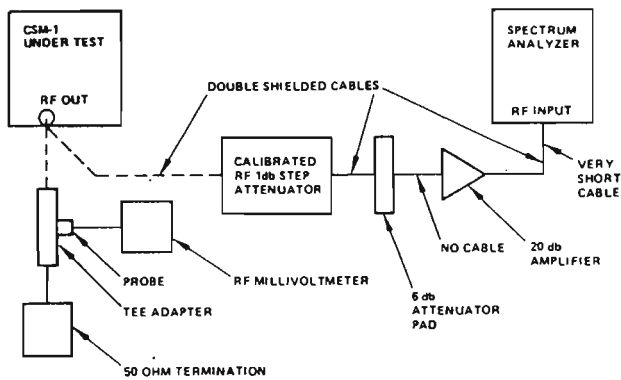 CSM-1
UNDER TEST
RF OUT
DOUBLE SHIELDED CABLES
SPECTRUM
ANALYZER
RF INPUT
CALIBRATED
RF 1db STEP
ATTENUATOR
VERY
SHORT
CABLE
NO CABLE
20 db
AMPLIFIER
PROBE
RF MILLIVOLTMETER
TEE ADAPTER
6 db
ATTENUATOR
PAD
50 OHM TERMINATION